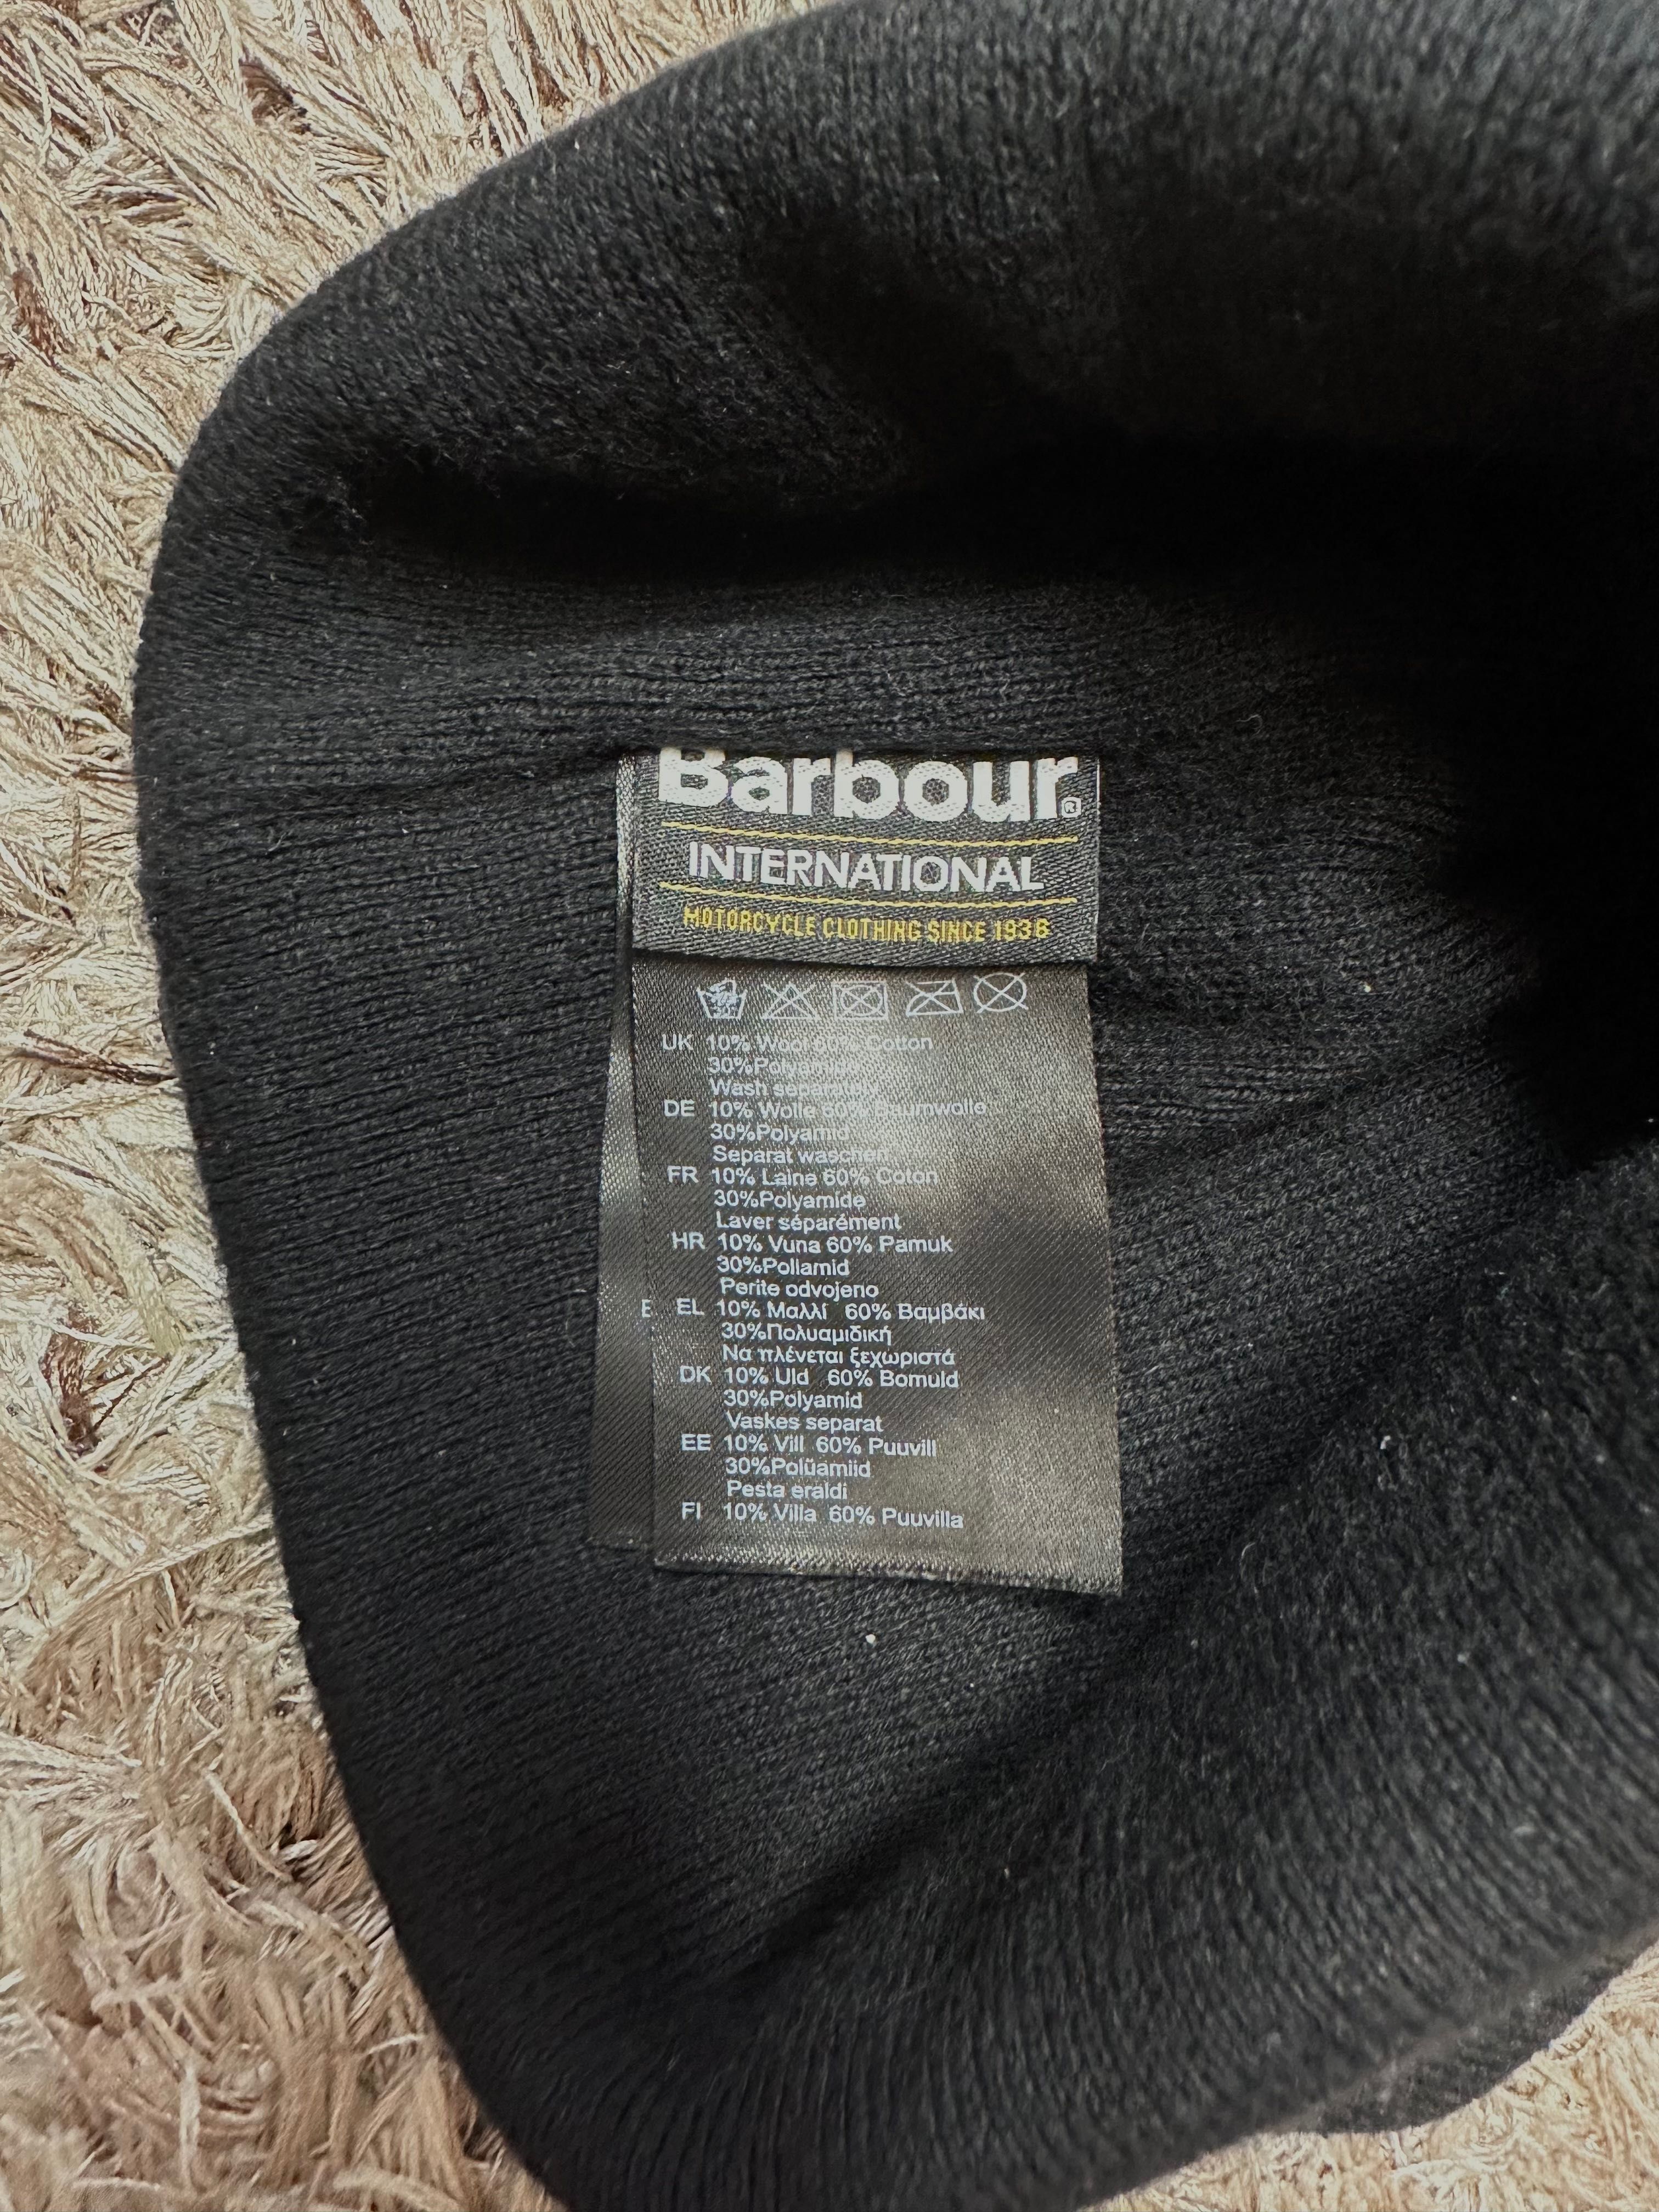 Barbour®
INTERNATIONAL
MOTORCYCLE CLOTHING SINCE 1936
30°
UK 10% Wool 60% Cotton
30%Polyamide
Wash separately
DE 10% Wolle 60% Baumwolle
30%Polyamid
Separat waschen
FR 10% Laine 60% Coton
30%Polyamide
Laver séparément
HR 10% Vuna 60% Pamuk
30%Poliamid
Perite odvojeno
E
EL 10% Μαλλί 60% Βαμβάκι
30%Πολυαμιδική
Να πλένεται ξεχωριστά
DK 10% Uld 60% Bomuld
30%Polyamid
Vaskes separat
EE 10% Vill 60% Puuvill
30%Polüamiid
Pesta eraldi
FI 10% Villa 60% Puuvilla